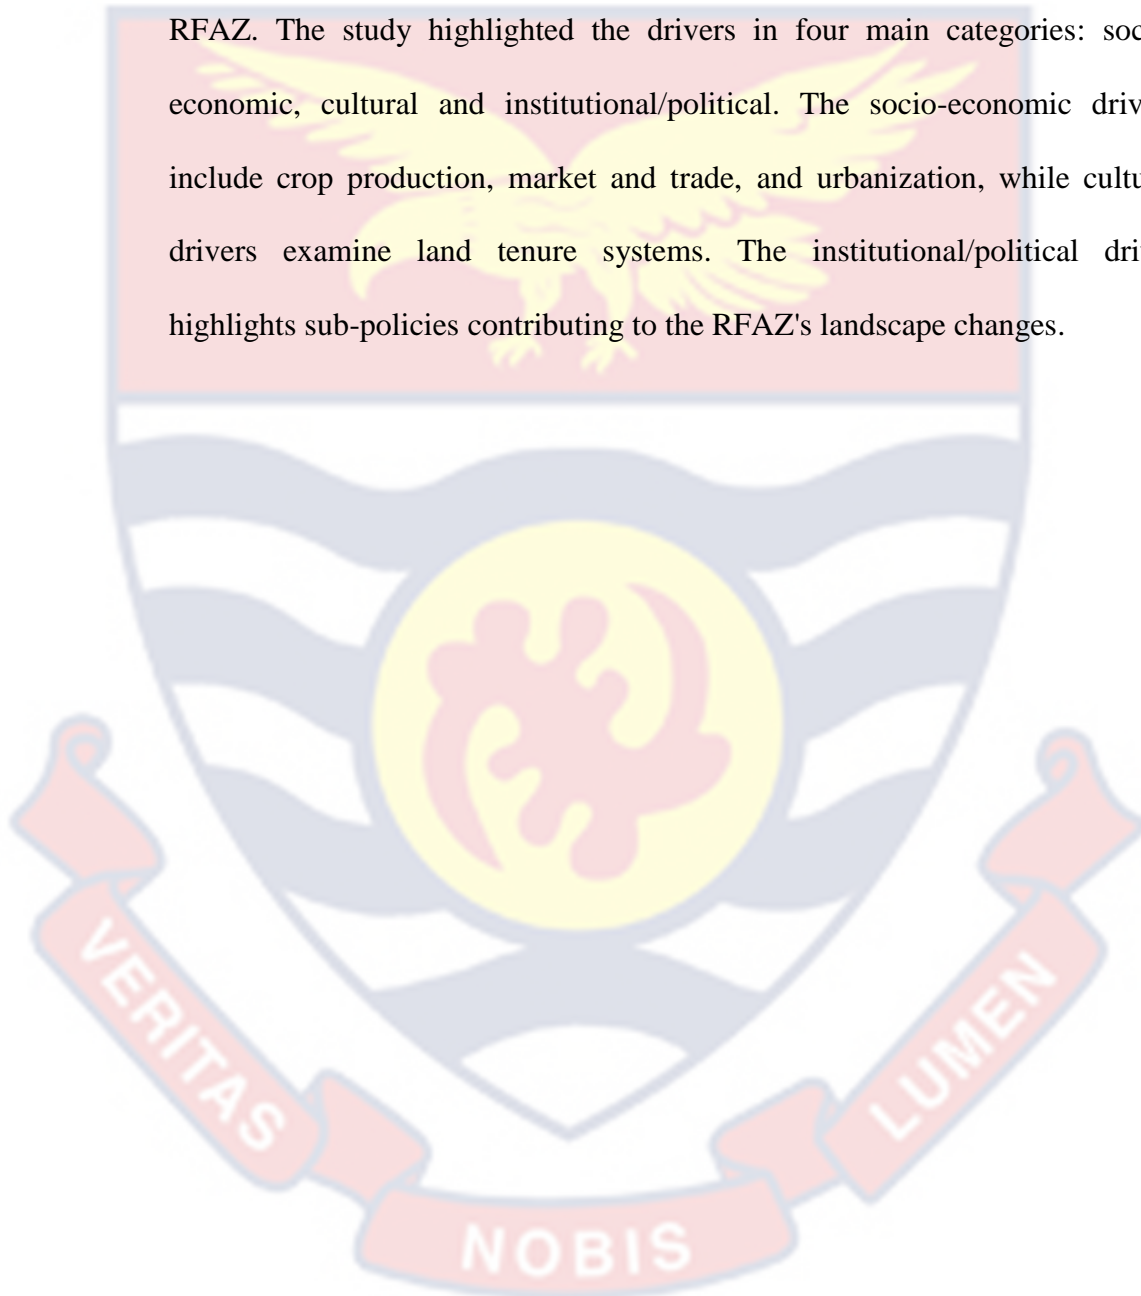 RFAZ. The study highlighted the drivers in four main categories: soc
economic, cultural and institutional/political. The socio-economic driv
include crop production, market and trade, and urbanization, while cultu
drivers examine land tenure systems. The institutional/political dri
highlights sub-policies contributing to the RFAZ's landscape changes.
VERITAS
NOBIS
LUMEN